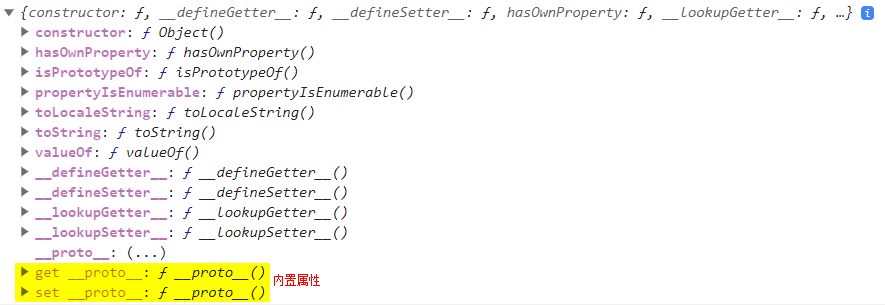 {constructor: ƒ, __defineGetter__: ƒ, __defineSetter__: ƒ, hasOwnProperty: ƒ, __lookupGetter__: ƒ, …} i
constructor: ƒ Object()
hasOwnProperty: ƒ hasOwnProperty()
isPrototypeOf: ƒ isPrototypeOf()
propertyIsEnumerable: ƒ propertyIsEnumerable()
toLocaleString: ƒ toLocaleString()
toString: ƒ toString()
valueOf: ƒ valueOf()
__defineGetter__: ƒ __defineGetter__()
__defineSetter__: ƒ __defineSetter__()
__lookupGetter__: ƒ __lookupGetter__()
__lookupSetter__: ƒ __lookupSetter__()
__proto__: (...)
get __proto__: ƒ __proto__() 内置属性
set __proto__: ƒ __proto__()